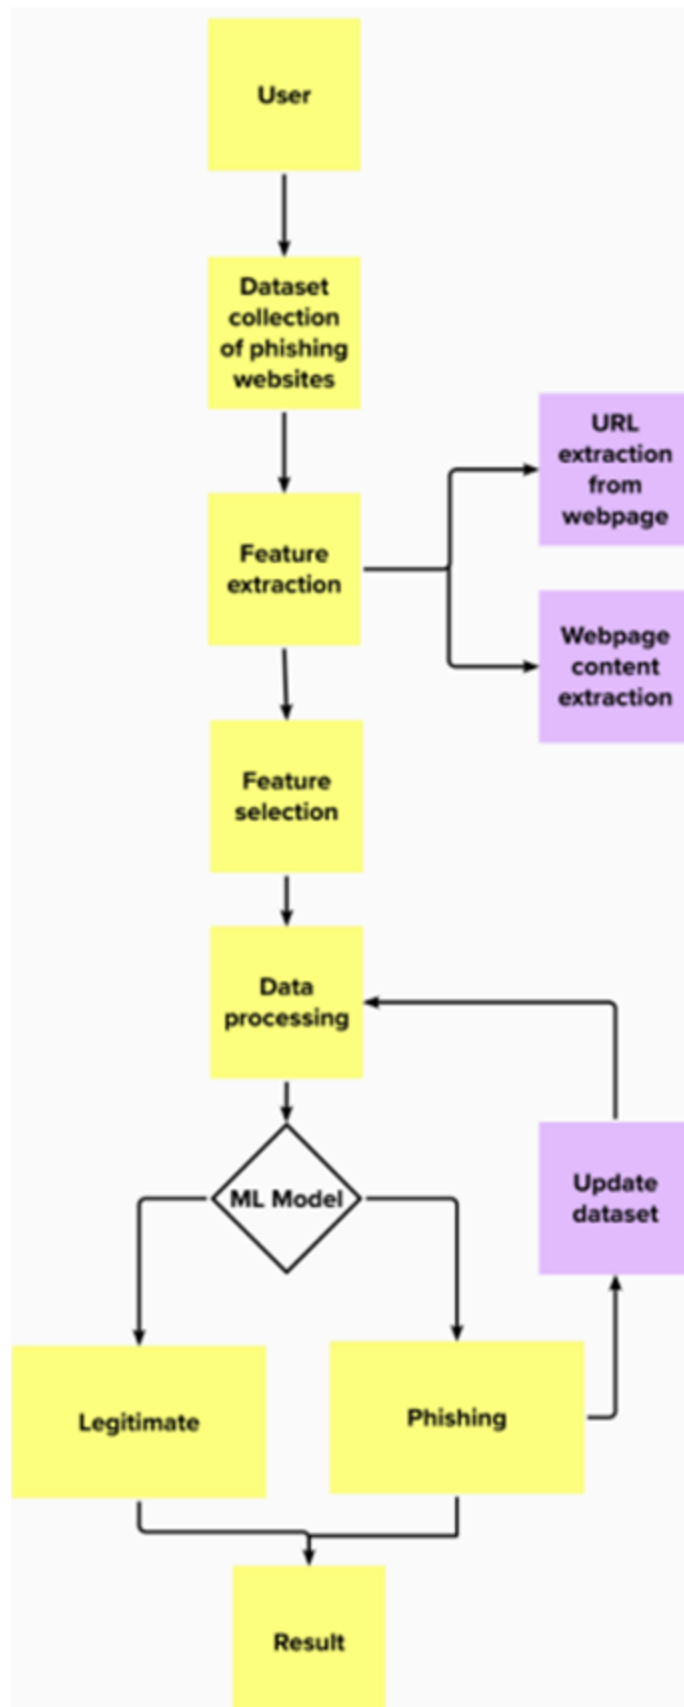 User
Dataset
collection
of phishing
websites
URL
extraction
from
webpage
Feature
extraction
Webpage
content
extraction
Feature
selection
Data
processing
ML Model
Update
dataset
Legitimate
Phishing
Result